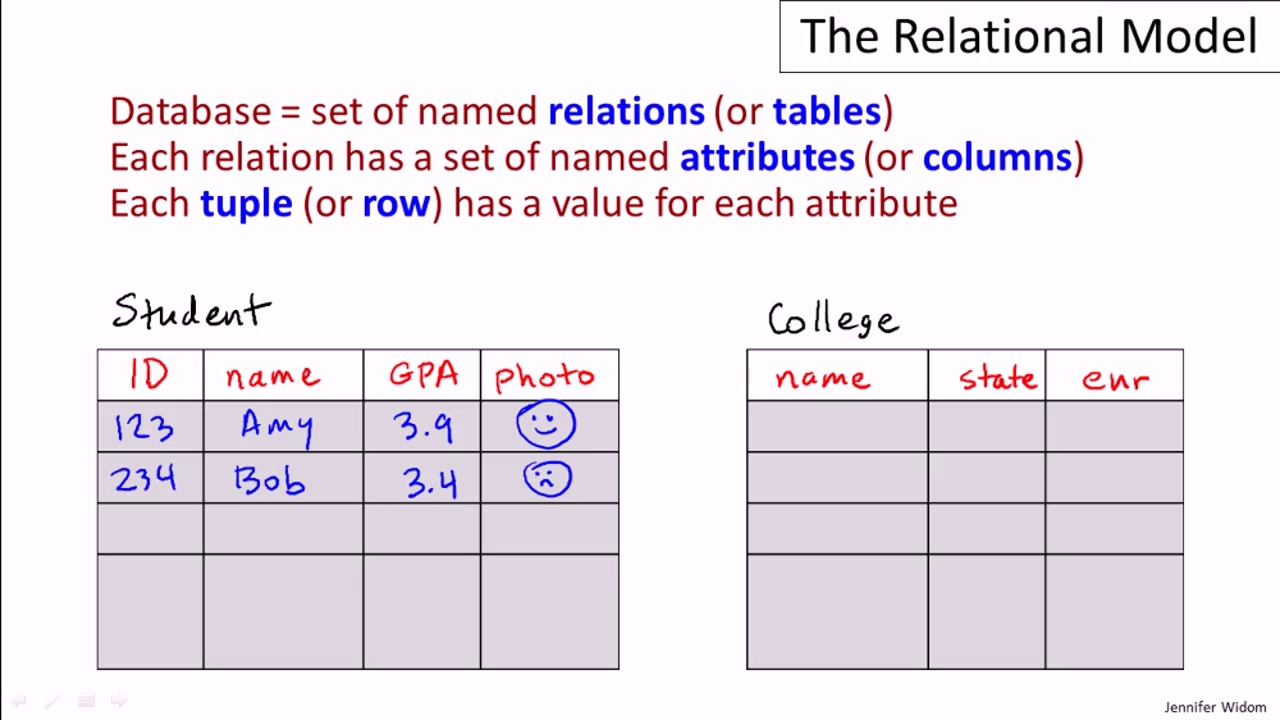 The Relational Model
Database = set of named relations (or tables)
Each relation has a set of named attributes (or columns)
Each tuple (or row) has a value for each attribute
Student
ID name GPA photo
123 Amy 3.9
234 Bob 3.4
College
name state enr
Jennifer Widom